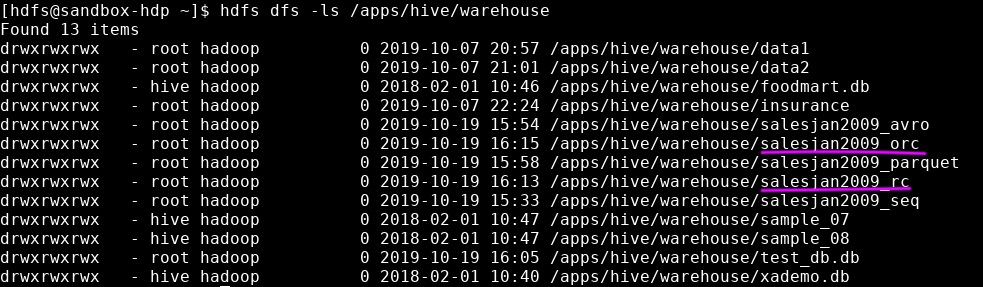 [hdfs@sandbox-hdp ~]$ hdfs dfs -ls /apps/hive/warehouse
Found 13 items
drwxrwxrwx   - root hadoop          0 2019-10-07 20:57 /apps/hive/warehouse/data1
drwxrwxrwx   - root hadoop          0 2019-10-07 21:01 /apps/hive/warehouse/data2
drwxrwxrwx   - hive hadoop          0 2018-02-01 10:46 /apps/hive/warehouse/foodmart.db
drwxrwxrwx   - root hadoop          0 2019-10-07 22:24 /apps/hive/warehouse/insurance
drwxrwxrwx   - root hadoop          0 2019-10-19 15:54 /apps/hive/warehouse/salesjan2009_avro
drwxrwxrwx   - root hadoop          0 2019-10-19 16:15 /apps/hive/warehouse/salesjan2009_orc
drwxrwxrwx   - root hadoop          0 2019-10-19 15:58 /apps/hive/warehouse/salesjan2009_parquet
drwxrwxrwx   - root hadoop          0 2019-10-19 16:13 /apps/hive/warehouse/salesjan2009_rc
drwxrwxrwx   - root hadoop          0 2019-10-19 15:33 /apps/hive/warehouse/salesjan2009_seq
drwxrwxrwx   - hive hadoop          0 2018-02-01 10:47 /apps/hive/warehouse/sample_07
drwxrwxrwx   - hive hadoop          0 2018-02-01 10:47 /apps/hive/warehouse/sample_08
drwxrwxrwx   - root hadoop          0 2019-10-19 16:05 /apps/hive/warehouse/test_db.db
drwxrwxrwx   - hive hadoop          0 2018-02-01 10:40 /apps/hive/warehouse/xademo.db